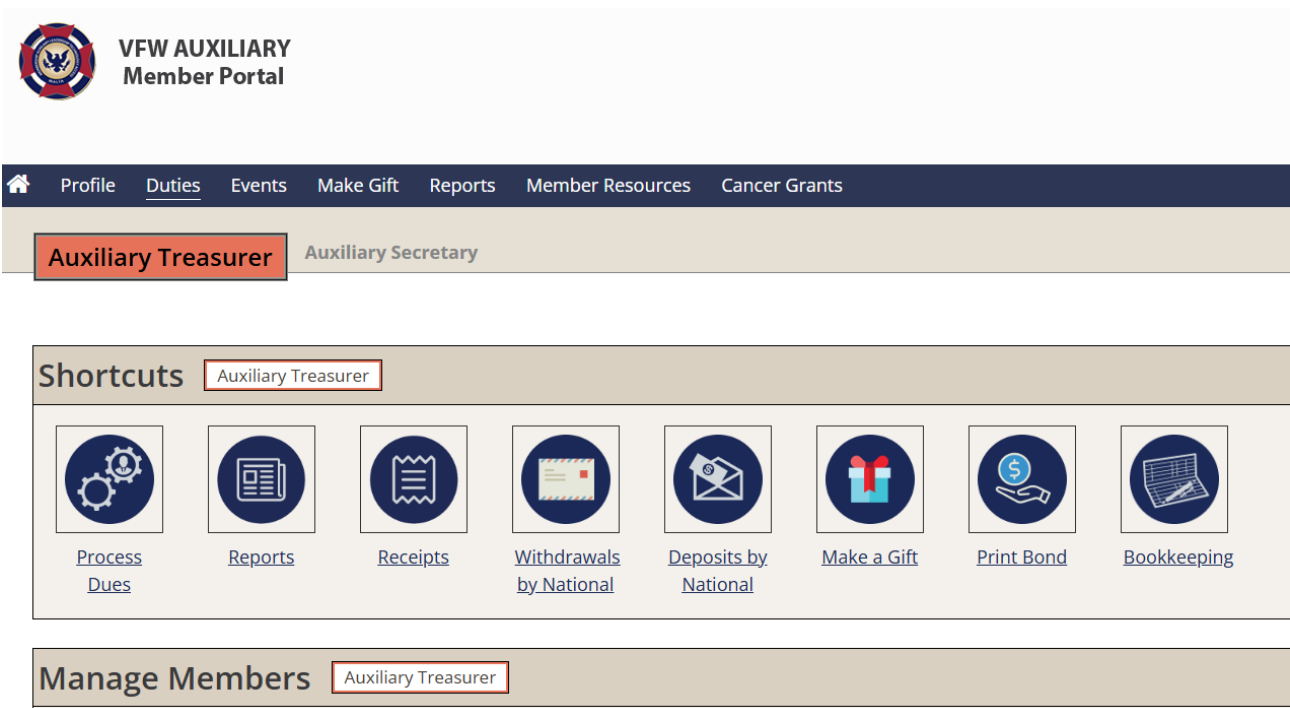 VFW AUXILIARY
Member Portal
Profile Duties Events Make Gift Reports Member Resources Cancer Grants
Auxiliary Treasurer Auxiliary Secretary
Shortcuts Auxiliary Treasurer
Process Dues
Reports
Receipts
Withdrawals by National
Deposits by National
Make a Gift
Print Bond
Bookkeeping
Manage Members Auxiliary Treasurer